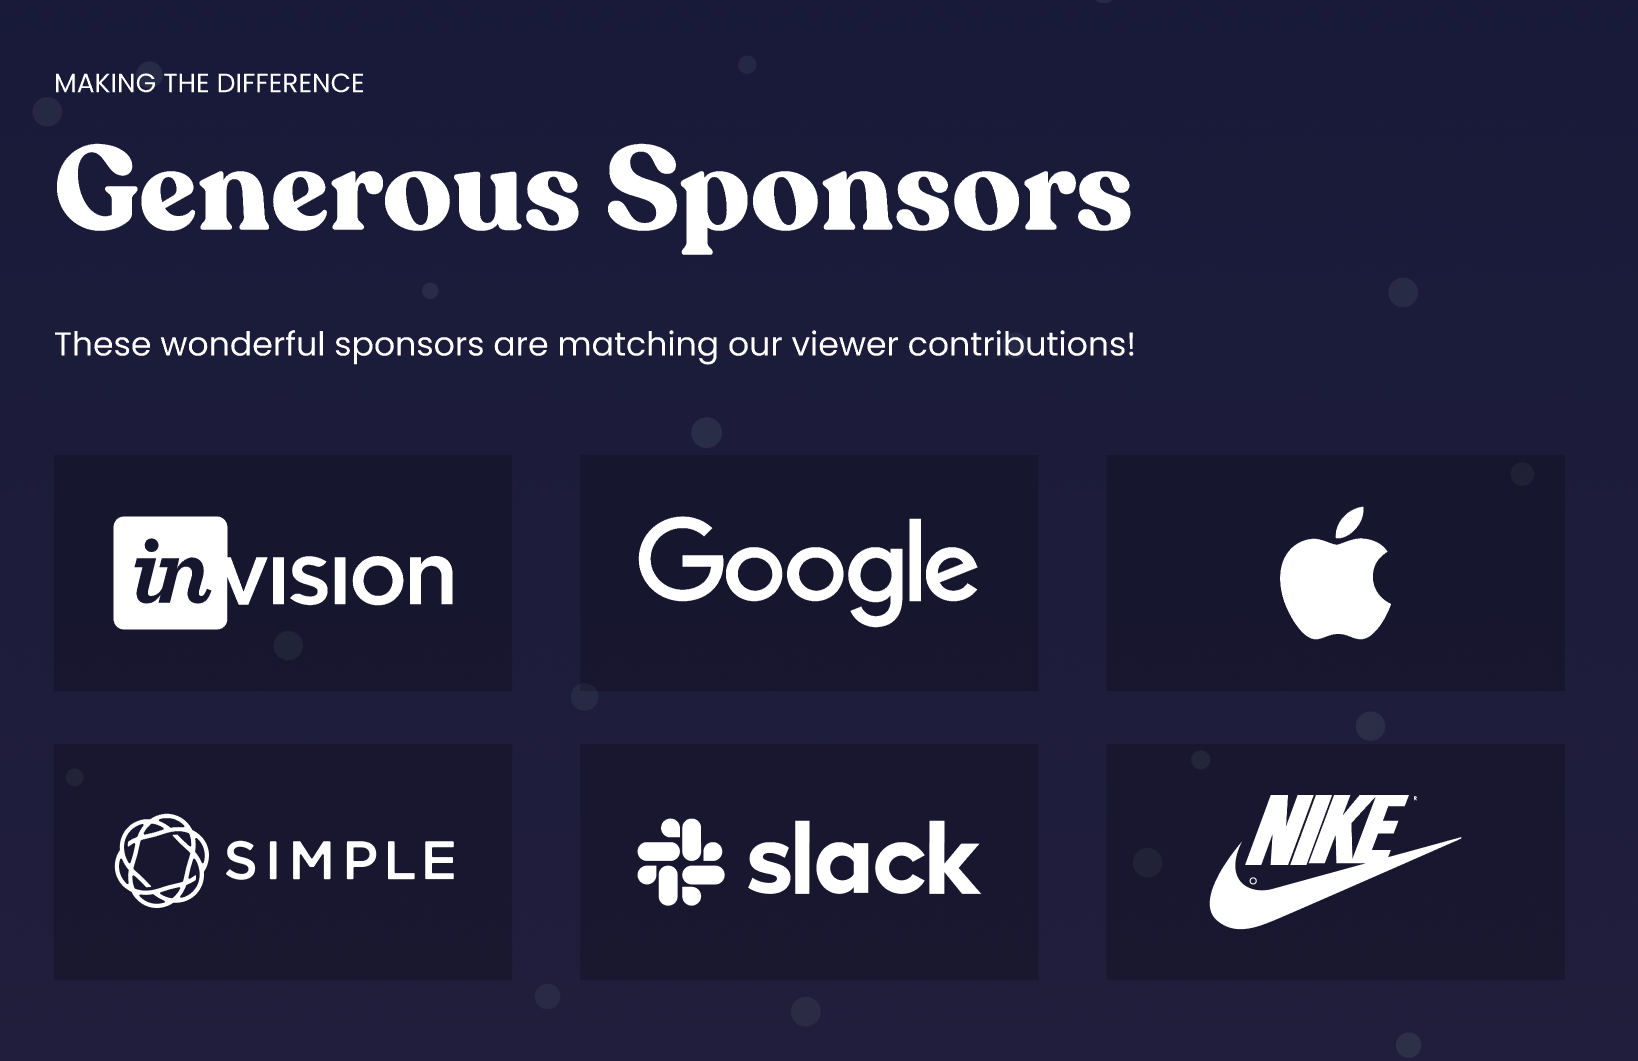 MAKING THE DIFFERENCE
Generous Sponsors
These wonderful sponsors are matching our viewer contributions!
invision
Google
SIMPLE
slack
NIKE